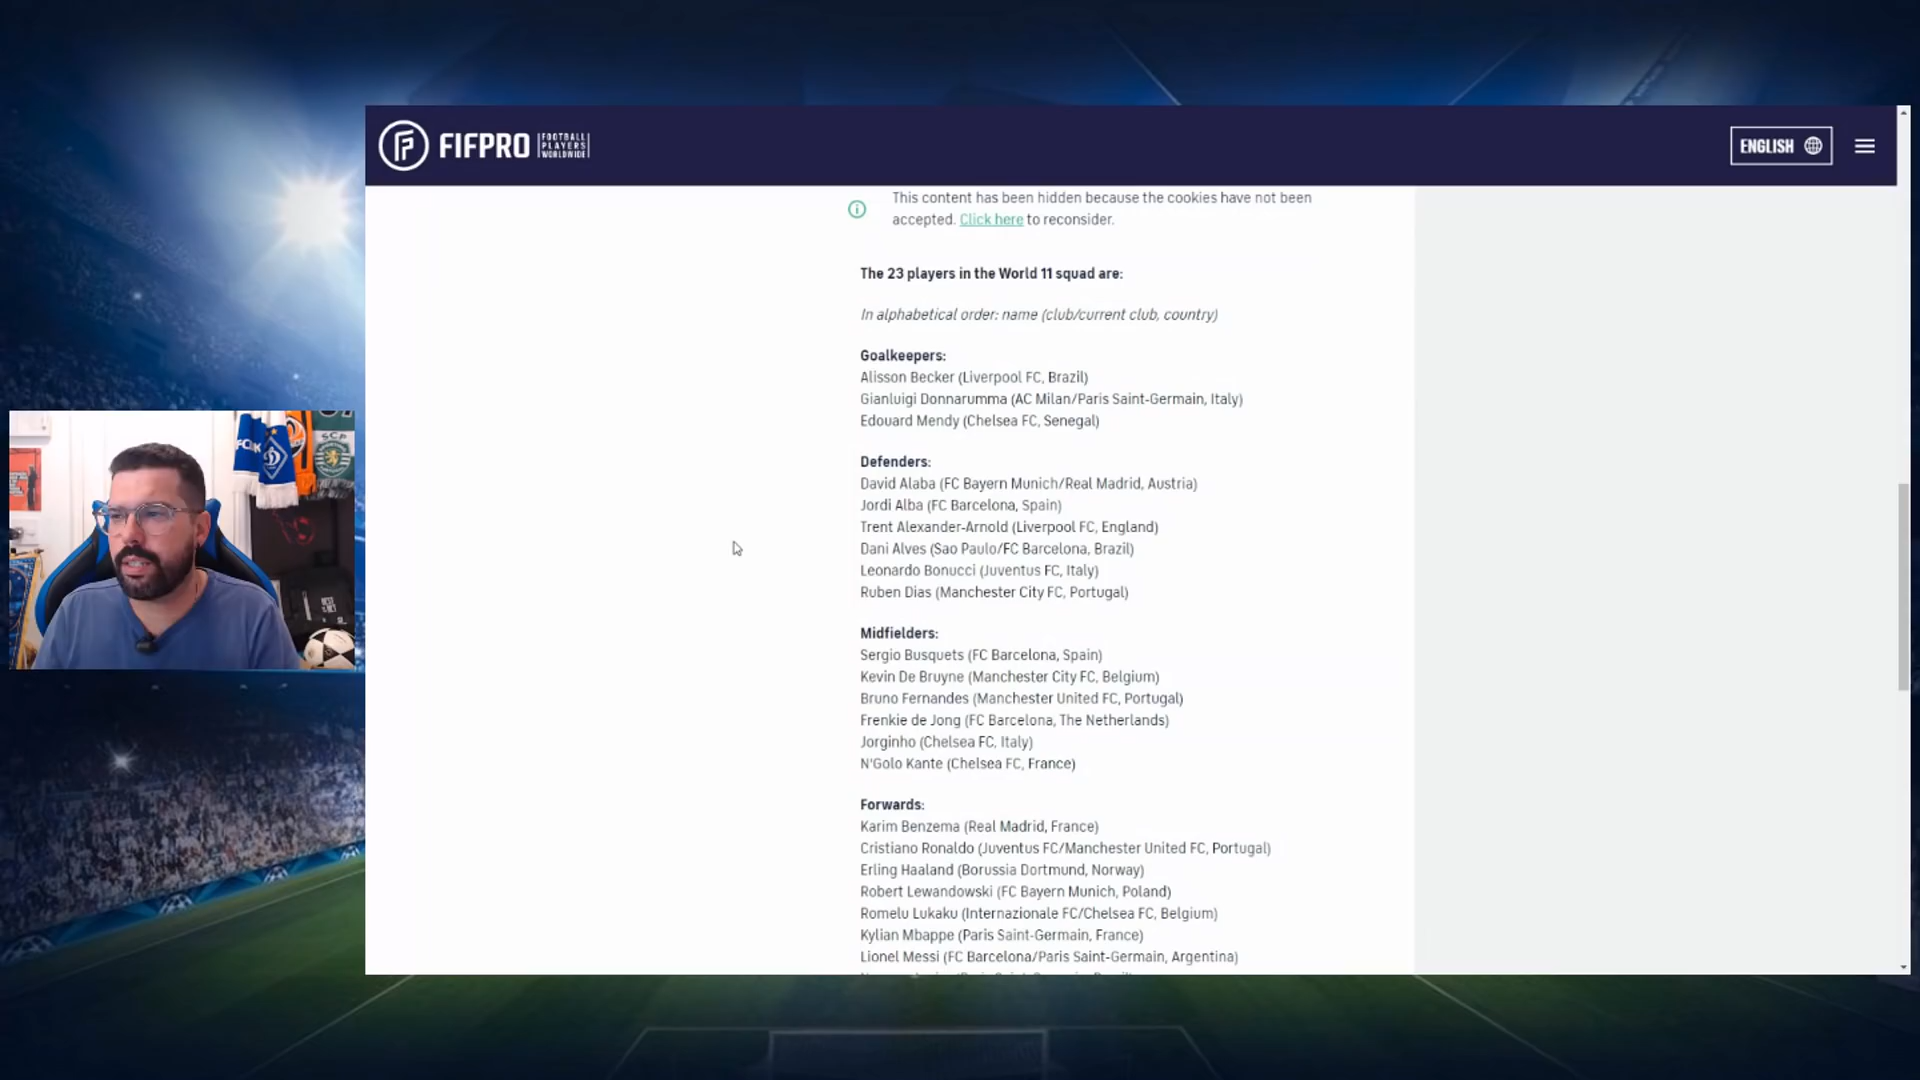 FIFPRO
FOOTBALL
PLAYERS
WORLDWIDE
ENGLISH
This content has been hidden because the cookies have not been
accepted. Click here to reconsider.
The 23 players in the World 11 squad are:
In alphabetical order: name (club/current club, country)
Goalkeepers:
Alisson Becker (Liverpool FC, Brazil)
Gianluigi Donnarumma (AC Milan/Paris Saint-Germain, Italy)
Edouard Mendy (Chelsea FC, Senegal)
Defenders:
David Alaba (FC Bayern Munich/Real Madrid, Austria)
Jordi Alba (FC Barcelona, Spain)
Trent Alexander-Arnold (Liverpool FC, England)
Dani Alves (Sao Paulo/FC Barcelona, Brazil)
Leonardo Bonucci (Juventus FC, Italy)
Ruben Dias (Manchester City FC, Portugal)
Midfielders:
Sergio Busquets (FC Barcelona, Spain)
Kevin De Bruyne (Manchester City FC, Belgium)
Bruno Fernandes (Manchester United FC, Portugal)
Frenkie de Jong (FC Barcelona, The Netherlands)
Jorginho (Chelsea FC, Italy)
N'Golo Kante (Chelsea FC, France)
Forwards:
Karim Benzema (Real Madrid, France)
Cristiano Ronaldo (Juventus FC/Manchester United FC, Portugal)
Erling Haaland (Borussia Dortmund, Norway)
Robert Lewandowski (FC Bayern Munich, Poland)
Romelu Lukaku (Internazionale FC/Chelsea FC, Belgium)
Kylian Mbappe (Paris Saint-Germain, France)
Lionel Messi (FC Barcelona/Paris Saint-Germain, Argentina)
SCP